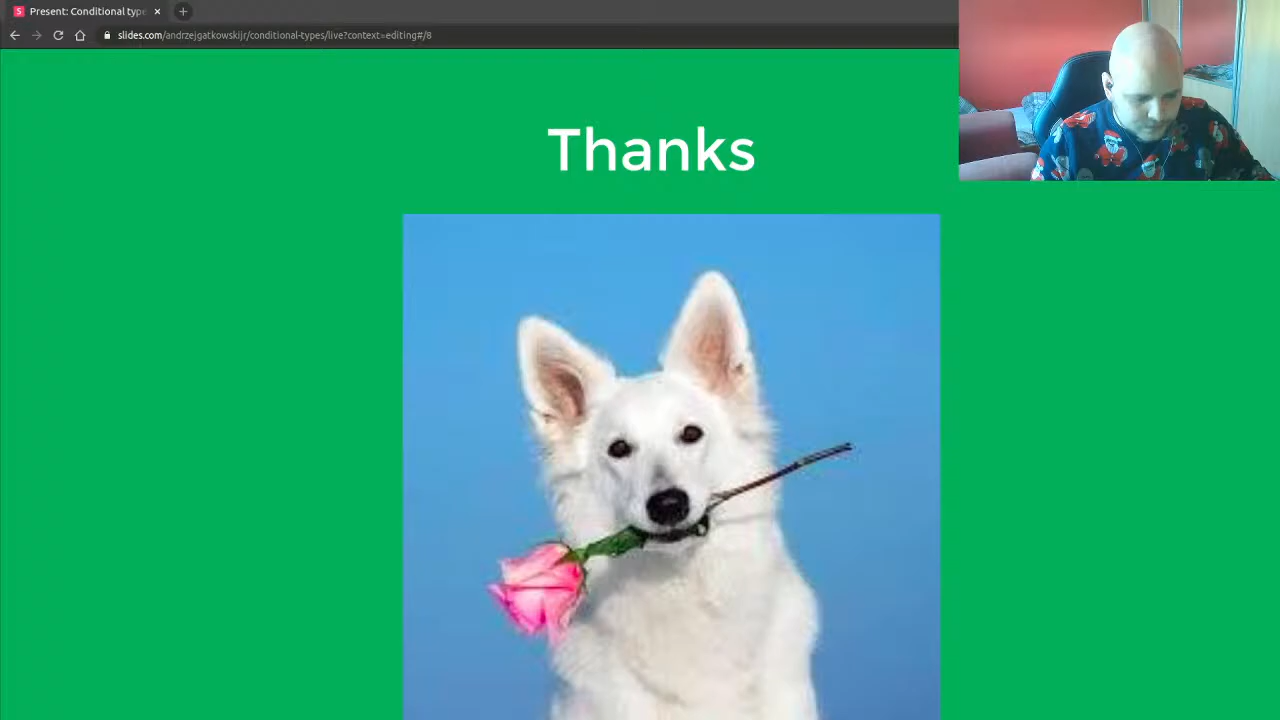 Present: Conditional type
slides.com/andrzejgatkowskijr/conditional-types/live?context=editing#/8
Thanks